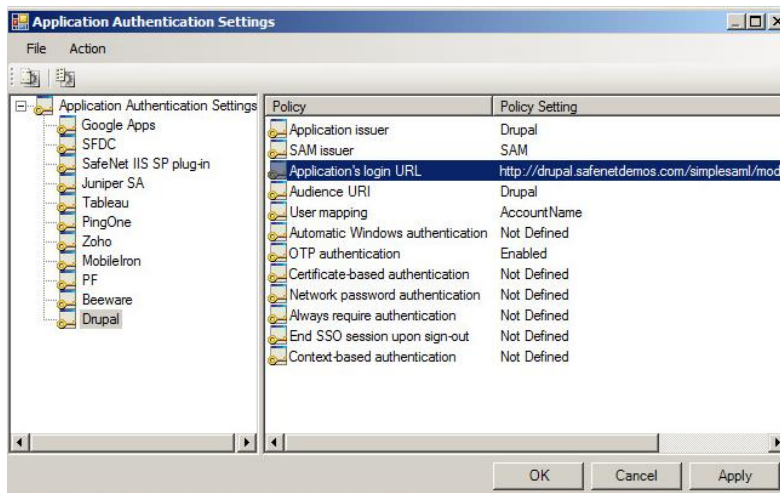 Application Authentication Settings
File Action
Application Authentication Settings
Google Apps
SFDC
SafeNet IIS SP plug-in
Juniper SA
Tableau
PingOne
Zoho
MobileIron
PF
Beeware
Drupal
Policy Policy Setting
Application issuer Drupal
SAM issuer SAM
Application's login URL http://drupal.safenetdemos.com/simplesaml/mod
Audience URI Drupal
User mapping AccountName
Automatic Windows authentication Not Defined
OTP authentication Enabled
Certificate-based authentication Not Defined
Network password authentication Not Defined
Always require authentication Not Defined
End SSO session upon sign-out Not Defined
Context-based authentication Not Defined
OK Cancel Apply